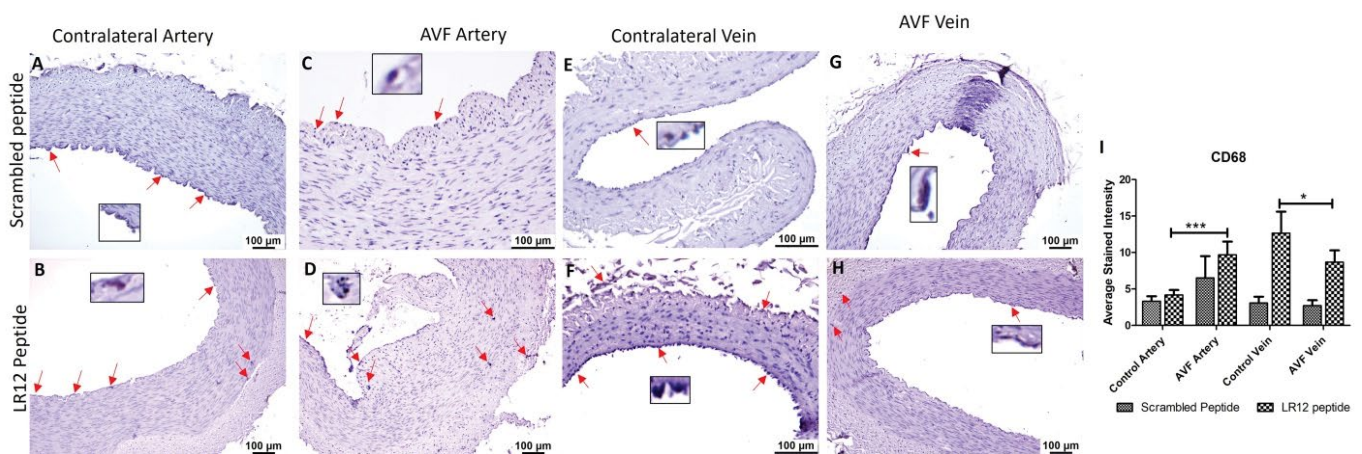 Contralateral Artery
AVF Artery
Contralateral Vein
AVF Vein
Scrambled peptide
LR12 Peptide
A
100 µm
C
100 µm
E
100 µm
G
100 µm
B
100 µm
D
100 µm
F
100 µm
H
100 µm
I
CD68
Average Stained Intensity
20
15
10
5
0
***
*
Control Artery
AVF Artery
Control Vein
AVF Vein
Scrambled Peptide
LR12 peptide